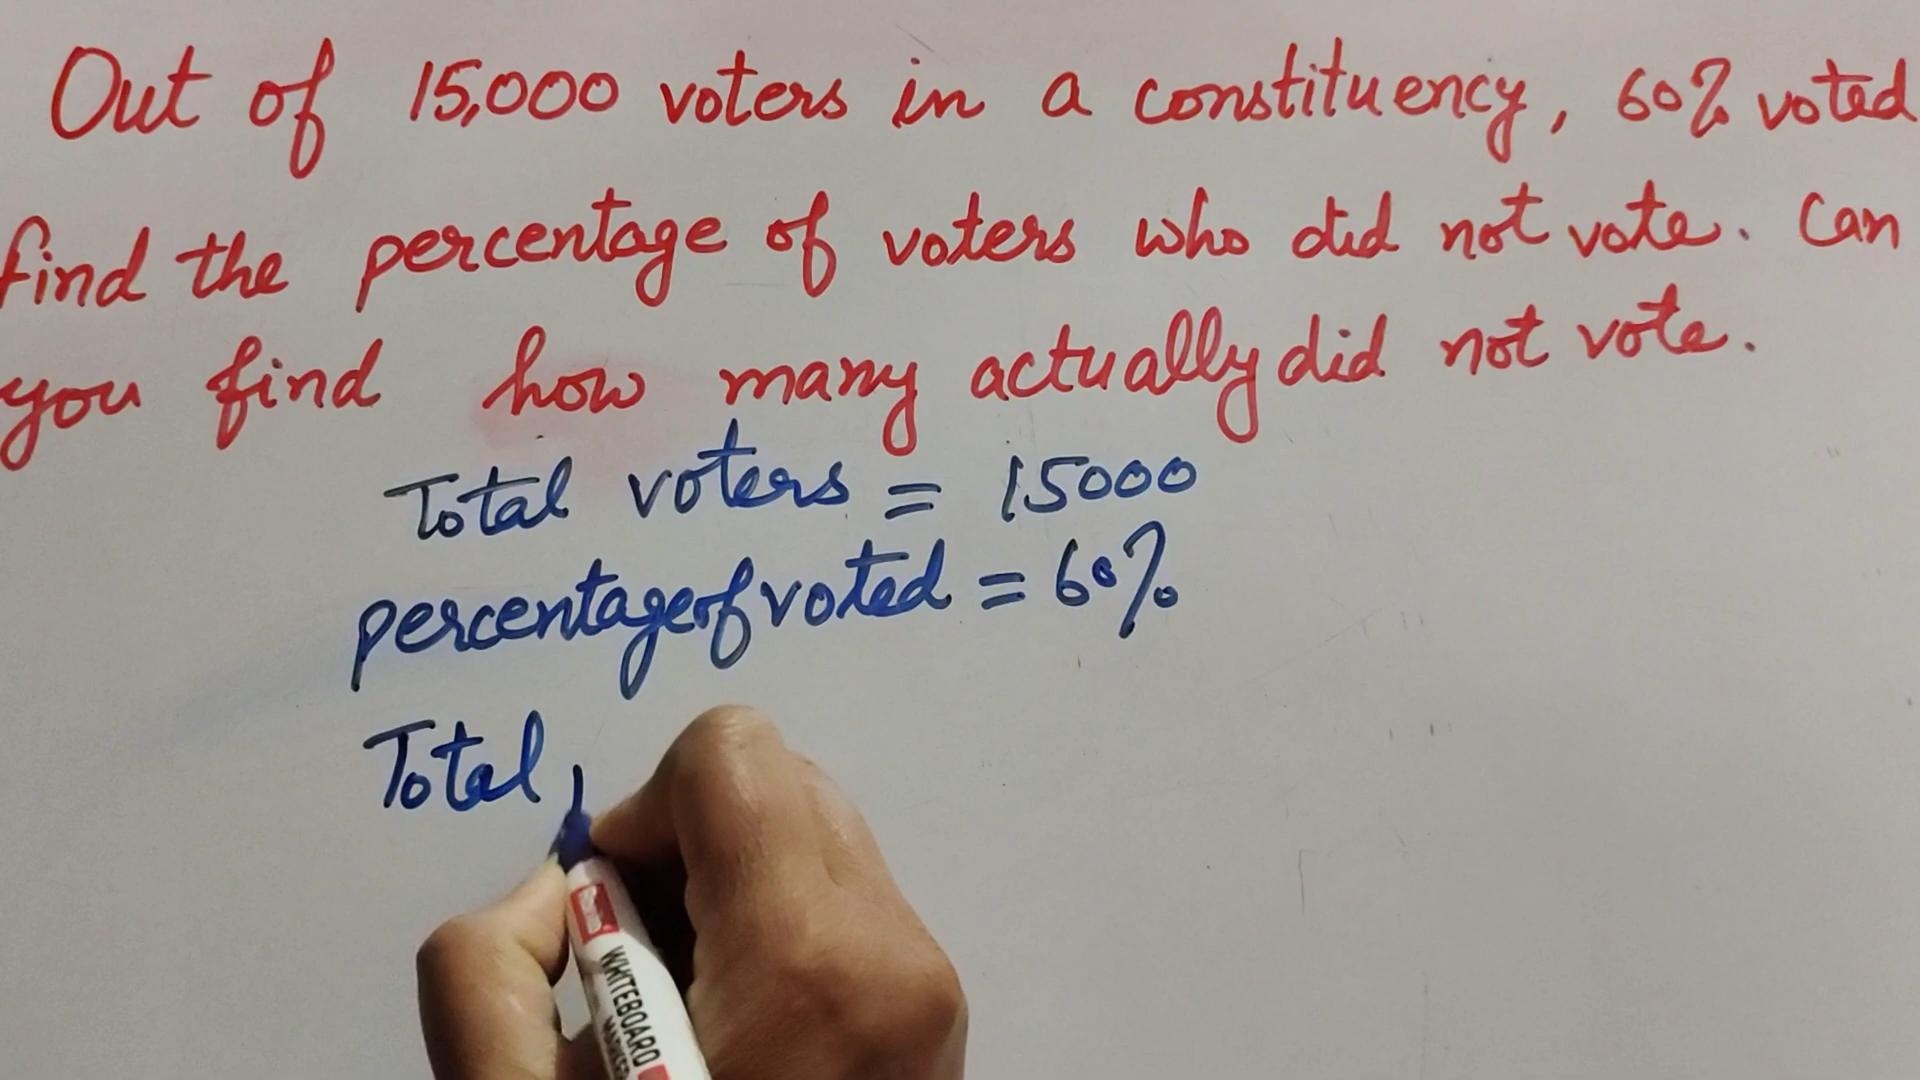 Out of 15,000 voters in a constituency, 60% voted
find the percentage of voters who did not vote. Can
you find how many actually did not vote.
Total voters = 15000
percentage of voted = 60%
Total
WHITEBOARD
MARKER